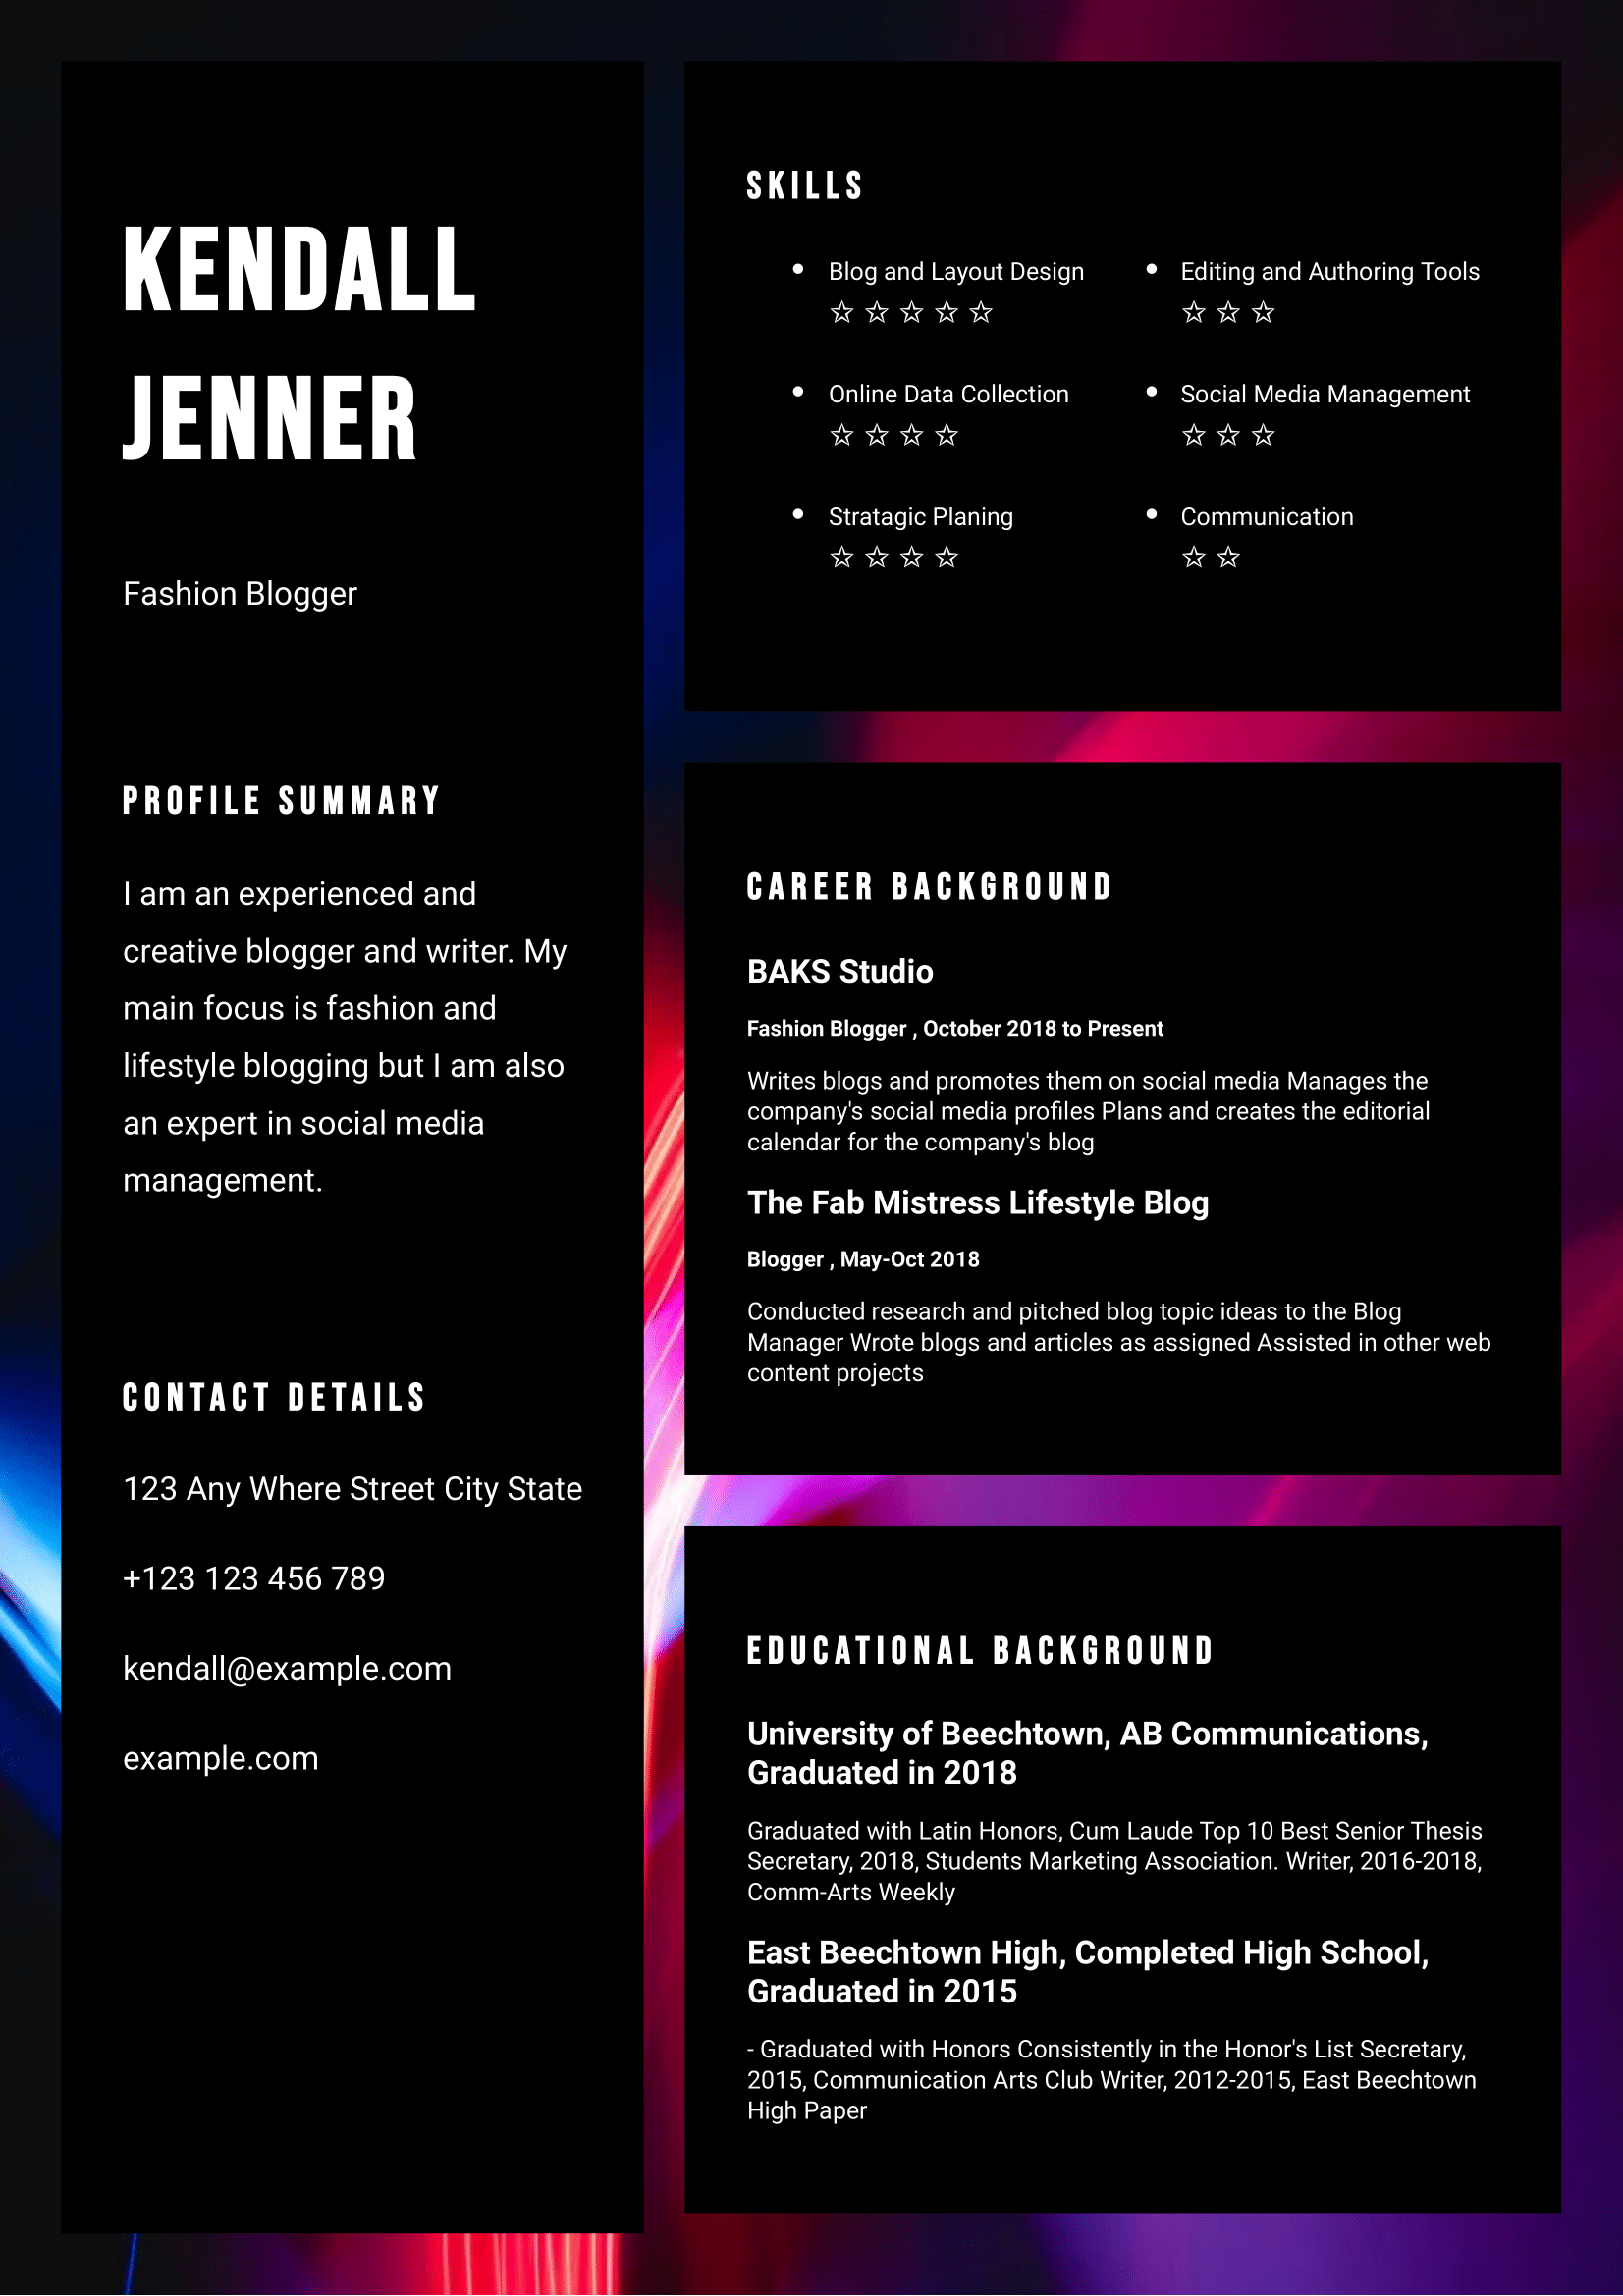 KENDALL
JENNER
Fashion Blogger
PROFILE SUMMARY
I am an experienced and
creative blogger and writer. My
main focus is fashion and
lifestyle blogging but I am also
an expert in social media
management.
CONTACT DETAILS
123 Any Where Street City State
+123 123 456 789
kendall@example.com
example.com
SKILLS
• Blog and Layout Design
☆ ☆ ☆ ☆ ☆
• Editing and Authoring Tools
☆ ☆ ☆
• Online Data Collection
☆ ☆ ☆ ☆
• Social Media Management
☆ ☆ ☆
• Stratagic Planing
☆ ☆ ☆ ☆
• Communication
☆ ☆
CAREER BACKGROUND
BAKS Studio
Fashion Blogger , October 2018 to Present
Writes blogs and promotes them on social media Manages the
company's social media profiles Plans and creates the editorial
calendar for the company's blog
The Fab Mistress Lifestyle Blog
Blogger , May-Oct 2018
Conducted research and pitched blog topic ideas to the Blog
Manager Wrote blogs and articles as assigned Assisted in other web
content projects
EDUCATIONAL BACKGROUND
University of Beechtown, AB Communications,
Graduated in 2018
Graduated with Latin Honors, Cum Laude Top 10 Best Senior Thesis
Secretary, 2018, Students Marketing Association. Writer, 2016-2018,
Comm-Arts Weekly
East Beechtown High, Completed High School,
Graduated in 2015
- Graduated with Honors Consistently in the Honor's List Secretary,
2015, Communication Arts Club Writer, 2012-2015, East Beechtown
High Paper